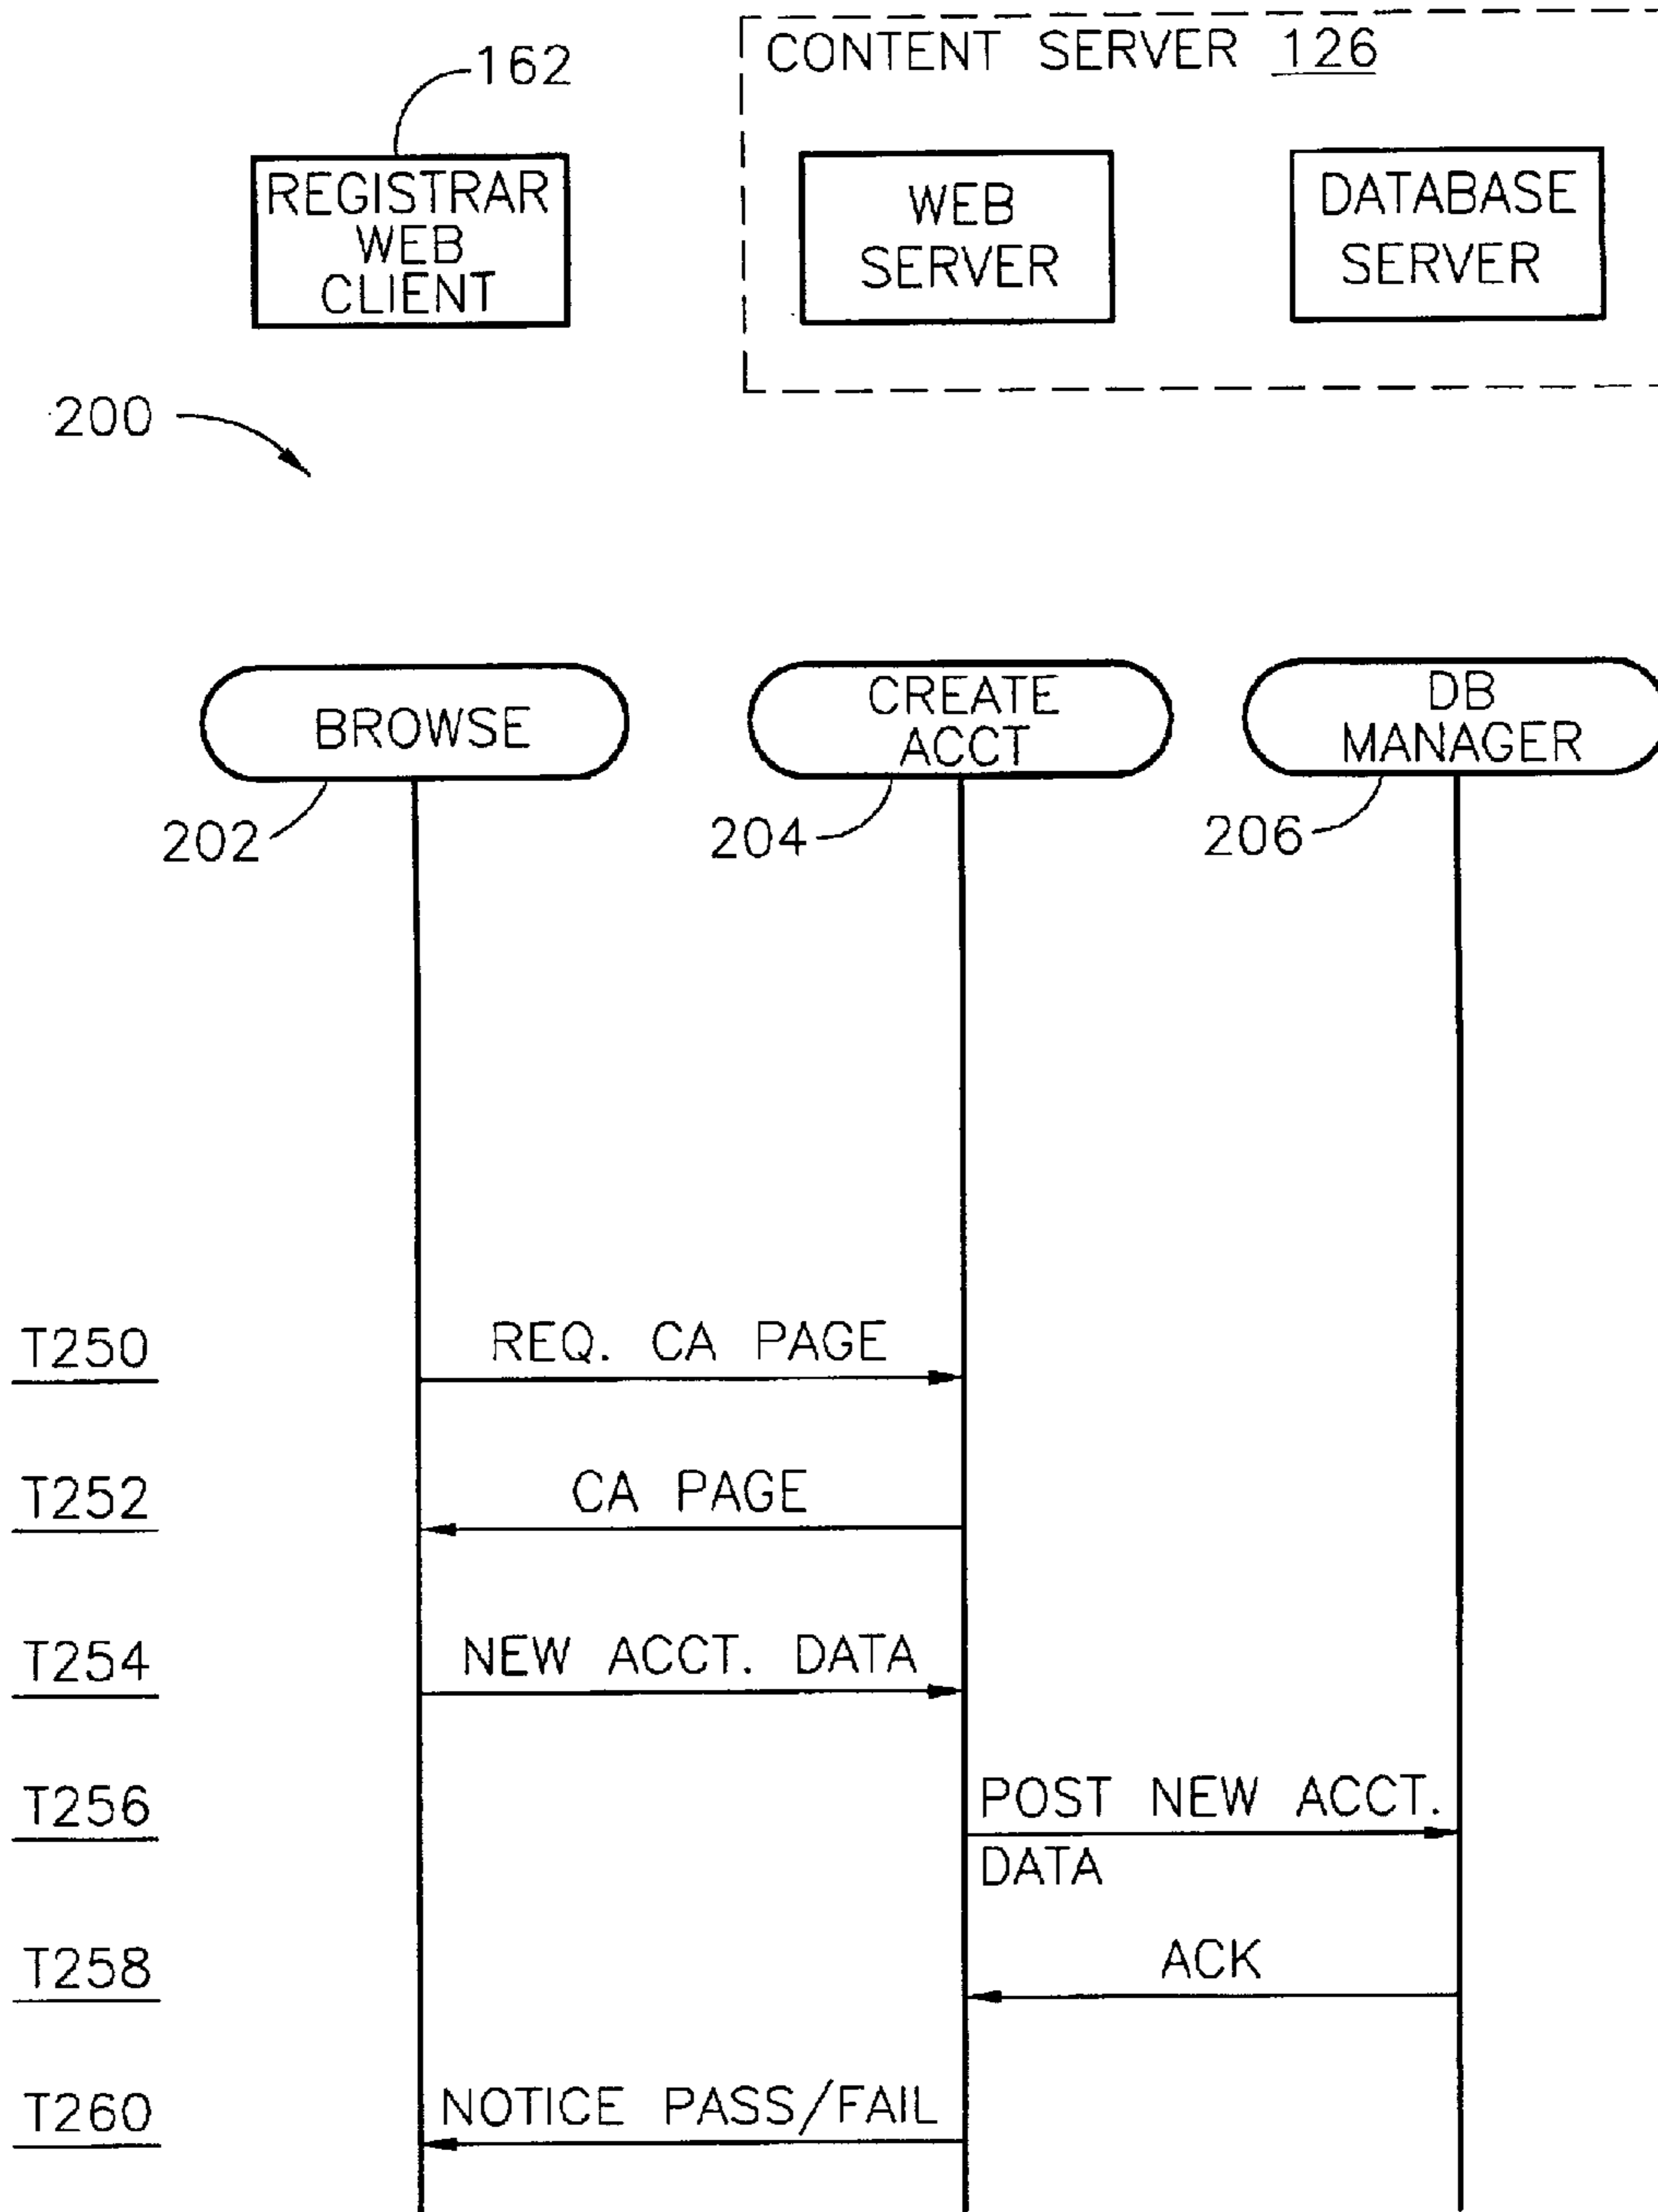 CONTENT SERVER 126
162
REGISTRAR
WEB
CLIENT
WEB
SERVER
DATABASE
SERVER
200
BROWSE
CREATE
ACCT
DB
MANAGER
202
204
206
T250
REQ. CA PAGE
T252
CA PAGE
T254
NEW ACCT. DATA
T256
POST NEW ACCT.
DATA
T258
ACK
T260
NOTICE PASS/FAIL